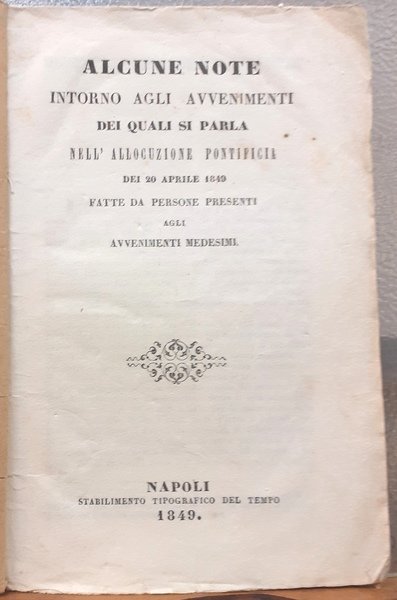 ALCUNE NOTE
INTORNO AGLI AVVENIMENTI
DEI QUALI SI PARLA
NELL' ALLOCUZIONE PONTIFICIA
DEI 20 APRILE 1849
FATTE DA PERSONE PRESENTI
AGLI
AVVENIMENTI MEDESIMI.
NAPOLI
STABILIMENTO TIPOGRAFICO DEL TEMPO
1849.